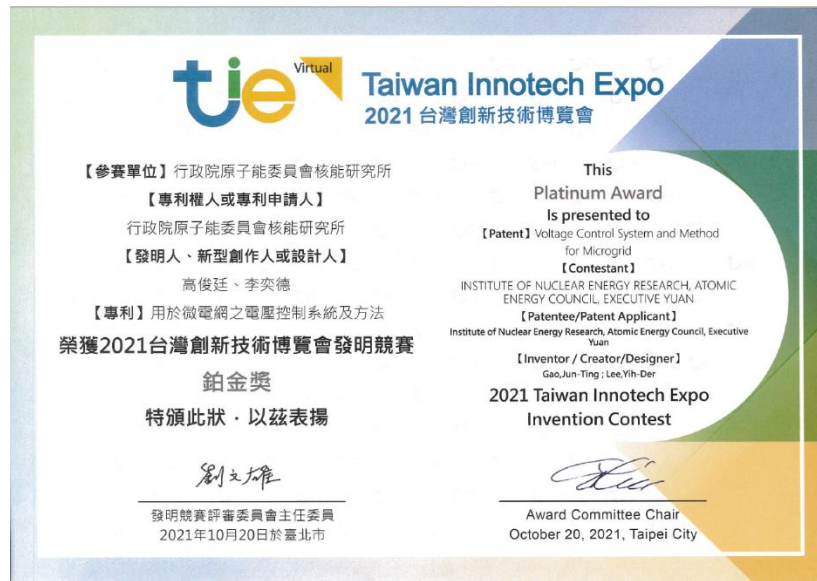 tie Virtual
Taiwan Innotech Expo
2021 台灣創新技術博覽會
【參賽單位】行政院原子能委員會核能研究所
【專利權人或專利申請人】
行政院原子能委員會核能研究所
【發明人、新型創作人或設計人】
高俊廷、李奕德
【專利】用於微電網之電壓控制系統及方法
榮獲2021台灣創新技術博覽會發明競賽
鉑金獎
特頒此狀・以茲表揚
劉文雄
發明競賽評審委員會主任委員
2021年10月20日於臺北市
This
Platinum Award
Is presented to
【Patent】Voltage Control System and Method
for Microgrid
【Contestant】
INSTITUTE OF NUCLEAR ENERGY RESEARCH, ATOMIC
ENERGY COUNCIL, EXECUTIVE YUAN
【Patentee/Patent Applicant】
Institute of Nuclear Energy Research, Atomic Energy Council, Executive
Yuan
【Inventor / Creator/Designer】
Gao,Jun-Ting ; Lee,Yih-Der
2021 Taiwan Innotech Expo
Invention Contest
Award Committee Chair
October 20, 2021, Taipei City